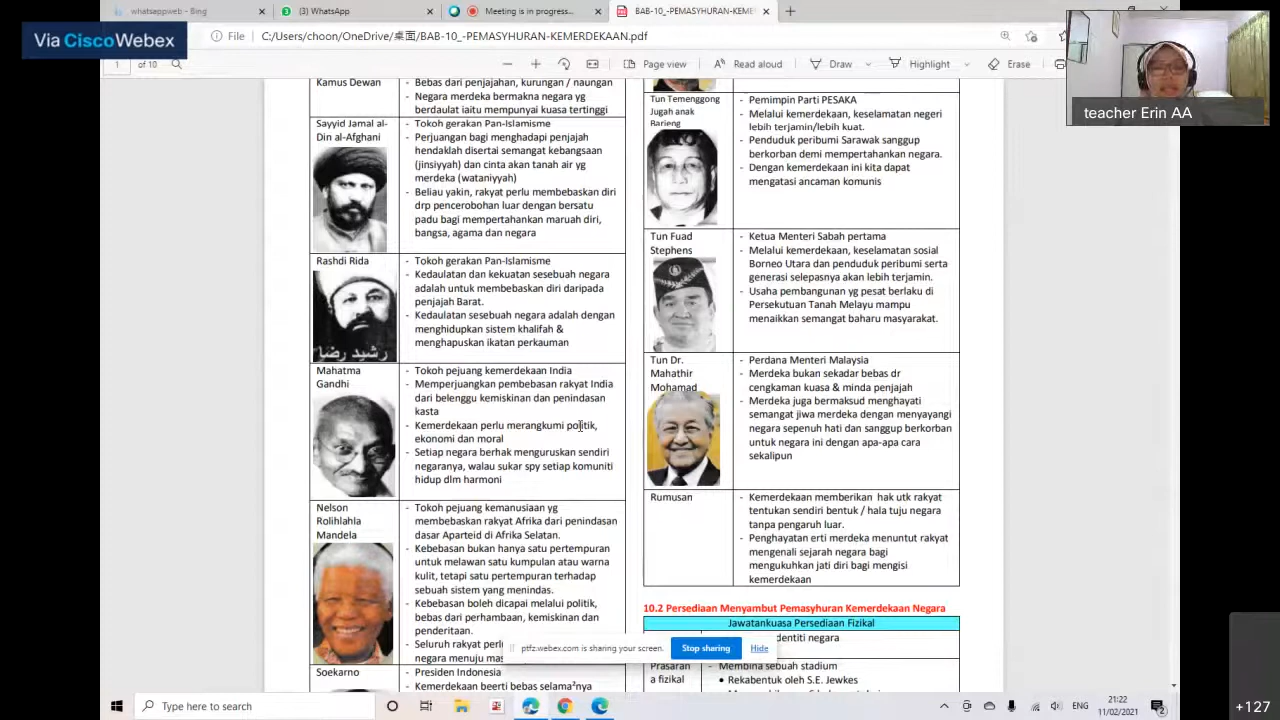 whatsappweb - Bing
(3) WhatsApp
Meeting is in progress...
BAB-10_-PEMASYHURAN-KEME
Via Cisco Webex
File
C:/Users/choon/OneDrive/桌面/BAB-10_-PEMASYHURAN-KEMERDEKAAN.pdf
1 of 10
Page view
Read aloud
Draw
Highlight
Erase
teacher Erin AA
Kamus Dewan
- Bebas dari penjajahan, kurungan / naungan
- Negara merdeka bermakna negara yg
berdaulat iaitu mempunyai kuasa tertinggi
Sayyid Jamal al-
Din al-Afghani
- Tokoh gerakan Pan-Islamisme
- Perjuangan bagi menghadapi penjajah
hendaklah disertai semangat kebangsaan
(jinsiyyah) dan cinta akan tanah air yg
merdeka (wataniyyah)
- Beliau yakin, rakyat perlu membebaskan diri
drp pencerobohan luar dengan bersatu
padu bagi mempertahankan maruah diri,
bangsa, agama dan negara
Rashdi Rida
رشيد رضا
- Tokoh gerakan Pan-Islamisme
- Kedaulatan dan kekuatan sesebuah negara
adalah untuk membebaskan diri daripada
penjajah Barat.
- Kedaulatan sesebuah negara adalah dengan
menghidupkan sistem khalifah &
menghapuskan ikatan perkauman
Mahatma
Gandhi
- Tokoh pejuang kemerdekaan India
- Memperjuangkan pembebasan rakyat India
dari belenggu kemiskinan dan penindasan
kasta
- Kemerdekaan perlu merangkumi politik,
ekonomi dan moral
- Setiap negara berhak menguruskan sendiri
negaranya, walau sukar spy setiap komuniti
hidup dlm harmoni
Nelson
Rolihlahla
Mandela
- Tokoh pejuang kemanusiaan yg
membebaskan rakyat Afrika dari penindasan
dasar Aparteid di Afrika Selatan.
- Kebebasan bukan hanya satu pertempuran
untuk melawan satu kumpulan atau warna
kulit, tetapi satu pertempuran terhadap
sebuah sistem yang menindas.
- Kebebasan boleh dicapai melalui politik,
bebas dari perhambaan, kemiskinan dan
penderitaan.
- Seluruh rakyat
negara menuju
Soekarno
- Presiden Indonesia
- Kemerdekaan beerti bebas selama²nya
Tun Temenggong
Jugah anak
Barieng
- Pemimpin Parti PESAKA
- Melalui kemerdekaan, keselamatan negeri
lebih terjamin/lebih kuat.
- Penduduk peribumi Sarawak sanggup
berkorban demi mempertahankan negara.
- Dengan kemerdekaan ini kita dapat
mengatasi ancaman komunis
Tun Fuad
Stephens
- Ketua Menteri Sabah pertama
- Melalui kemerdekaan, keselamatan sosial
Borneo Utara dan penduduk peribumi serta
generasi selepasnya akan lebih terjamin.
- Usaha pembangunan yg pesat berlaku di
Persekutuan Tanah Melayu mampu
menaikkan semangat baharu masyarakat.
Tun Dr.
Mahathir
Mohamad
- Perdana Menteri Malaysia
- Merdeka bukan sekadar bebas dr
cengkaman kuasa & minda penjajah
- Merdeka juga bermaksud menghayati
semangat jiwa merdeka dengan menyayangi
negara sepenuh hati dan sanggup berkorban
untuk negara ini dengan apa-apa cara
sekalipun
Rumusan
- Kemerdekaan memberikan hak utk rakyat
tentukan sendiri bentuk / hala tuju negara
tanpa pengaruh luar.
- Penghayatan erti merdeka menuntut rakyat
mengenali sejarah negara bagi
mengukuhkan jati diri bagi mengisi
kemerdekaan
10.2 Persediaan Menyambut Pemasyhuran Kemerdekaan Negara
Jawatankuasa Persediaan Fizikal
identiti negara
Prasaran
a fizikal
- Membina sebuah stadium
• Rekabentuk oleh S.E. Jewkes
ptfz.webex.com is sharing your screen.
Stop sharing
Hide
Type here to search
ENG
21:22
11/02/2021
2
+127